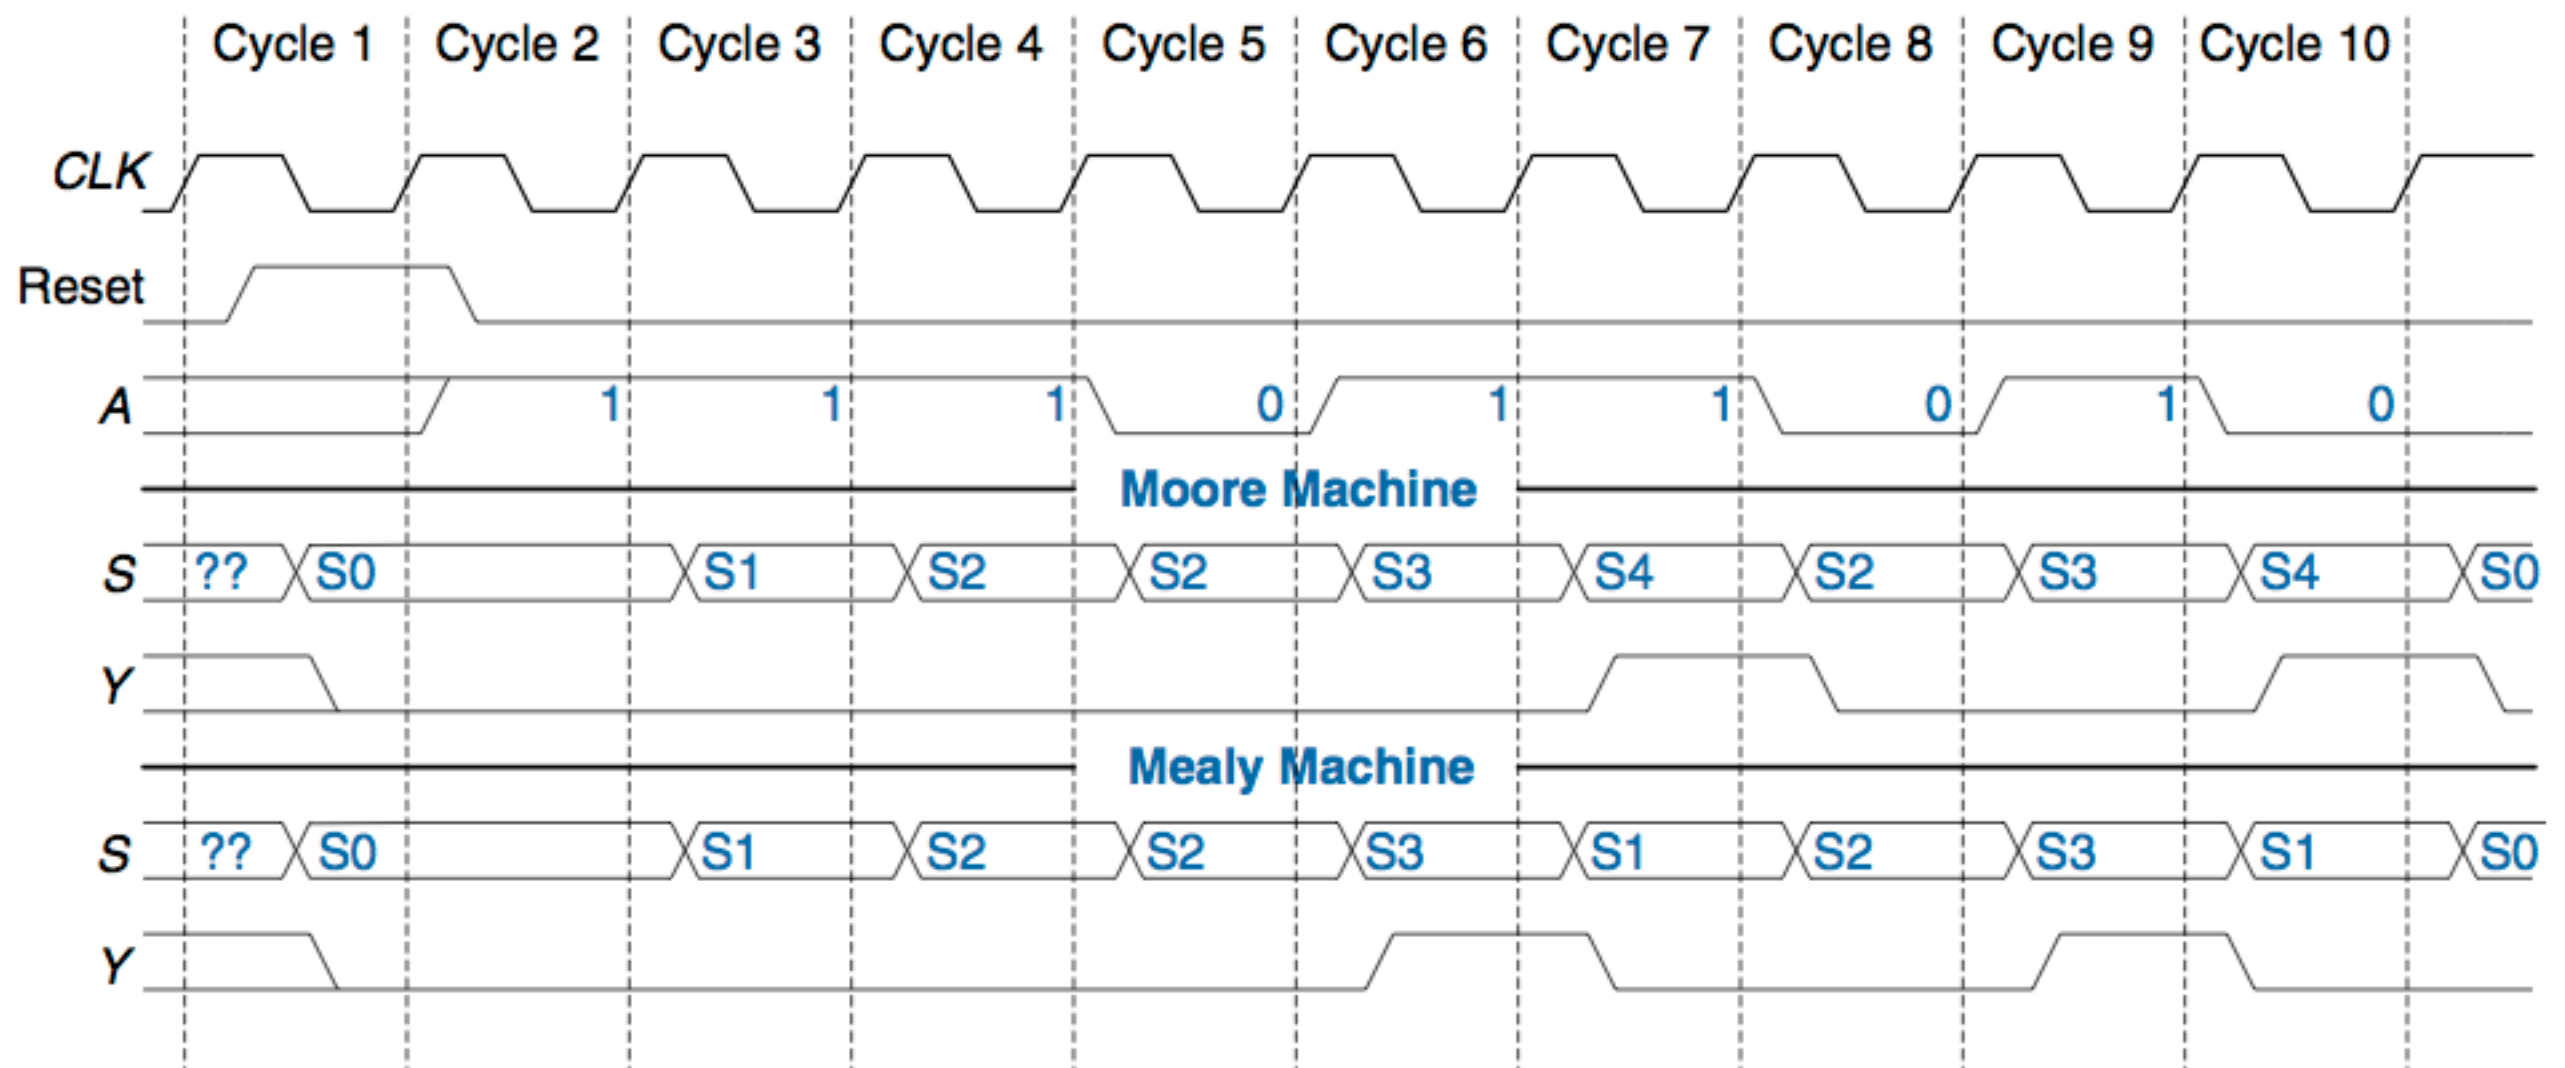 Cycle 1 Cycle 2 Cycle 3 Cycle 4 Cycle 5 Cycle 6 Cycle 7 Cycle 8 Cycle 9 Cycle 10
CLK
Reset
A 1 1 1 0 1 1 0 1 0
Moore Machine
S ?? S0 S1 S2 S2 S3 S4 S2 S3 S4 S0
Y
Mealy Machine
S ?? S0 S1 S2 S2 S3 S1 S2 S3 S1 S0
Y